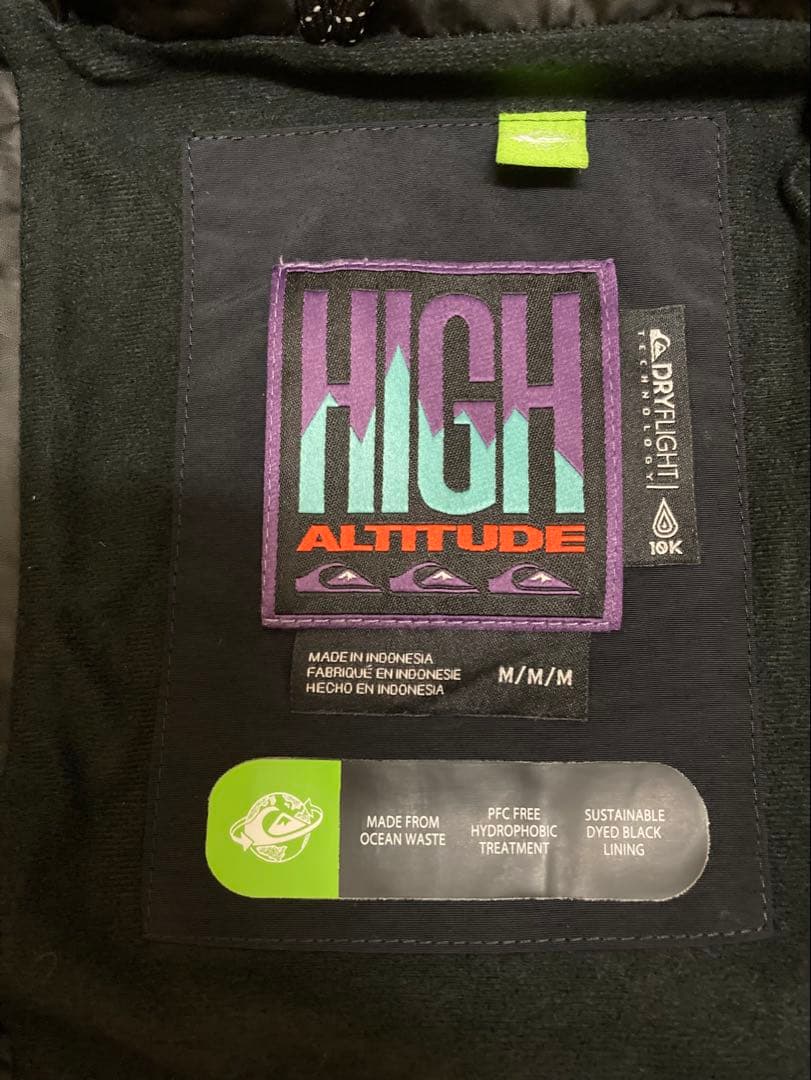 HIGH
ALTITUDE
DRYFLIGHT
TECHNOLOGY
10K
MADE IN INDONESIA
FABRIQUÉ EN INDONESIE
HECHO EN INDONESIA
M/M/M
MADE FROM
OCEAN WASTE
PFC FREE
HYDROPHOBIC
TREATMENT
SUSTAINABLE
DYED BLACK
LINING